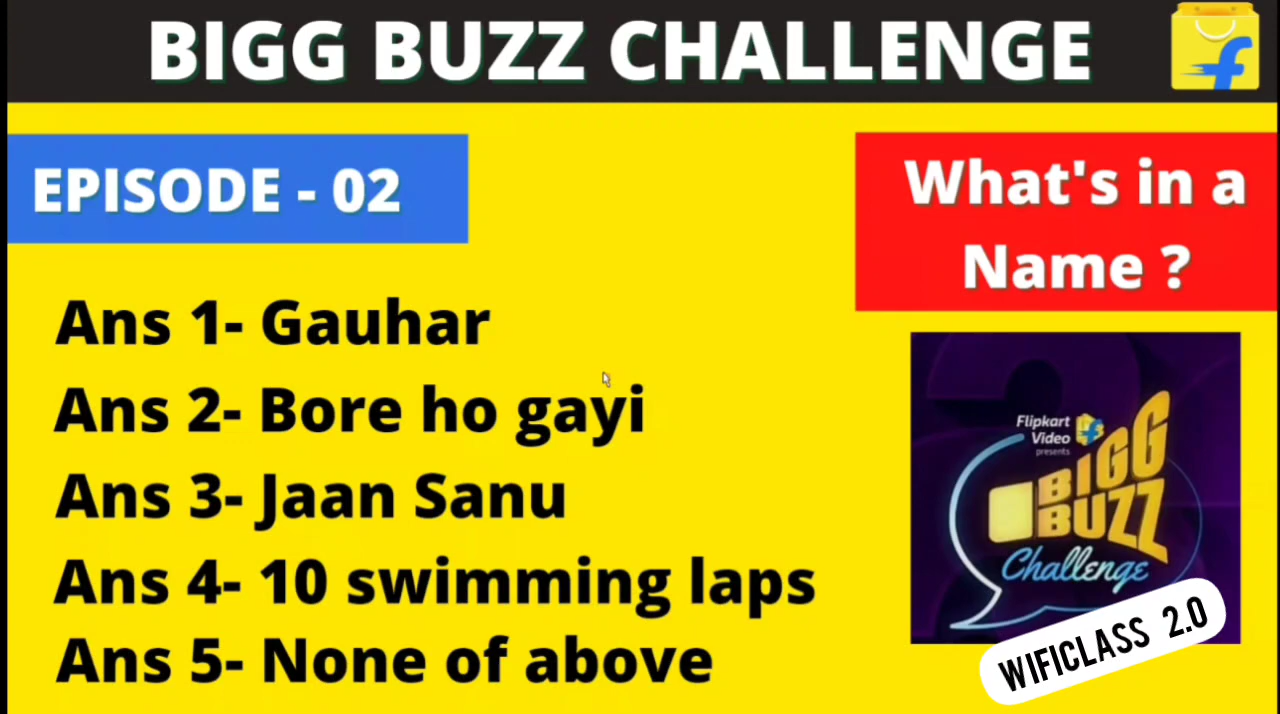 BIGG BUZZ CHALLENGE
f
EPISODE - 02
What's in a
Name ?
Ans 1- Gauhar
Ans 2- Bore ho gayi
Ans 3- Jaan Sanu
Ans 4- 10 swimming laps
Ans 5- None of above
Flipkart
Video
presents
BIGG
BUZZ
Challenge
WIFICLASS 2.0